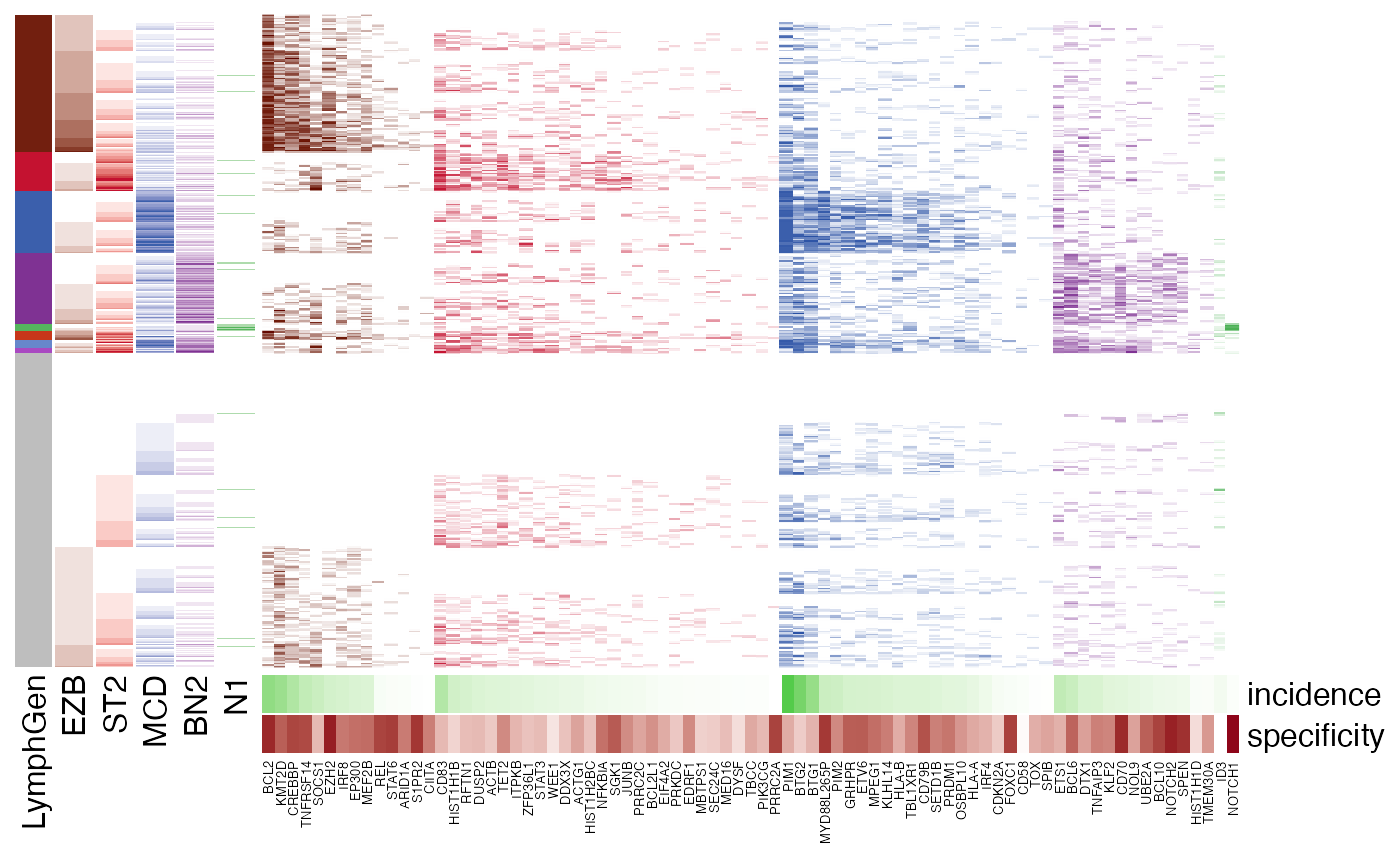 LymphGen
EZB
ST2
MCD
BN2
N1
incidence
specificity
BCL2
KMT2D
CREBBP
TNFRSF14
SOCS1
EZH2
IRF8
EP300
MEF2B
REL
STAT6
ARID1A
S1PR2
CIITA
CD83
HIST1H1B
RFTN1
DUSP2
ACTB
TET2
ITPKB
ZFP36L1
STAT3
WEE1
DDX3X
ACTG1
HIST1H2BC
NFKBIA
SGK1
JUNB
PRRC2C
BCL2L1
EIF4A2
PRKDC
EDRF1
MBTPS1
SEC24C
MED16
DYSF
TBCC
PIK3CG
PRRC2A
PIM1
BTG2
BTG1
MYD88L265P
PIM2
GRHPR
ETV6
MPEG1
KLHL14
HLA-B
TBL1XR1
CD79B
SETD1B
PRDM1
OSBPL10
HLA-A
IRF4
CDKN2A
FOXC1
CD58
TOX
SPIB
ETS1
BCL6
DTX1
TNFAIP3
KLF2
CD70
NOL9
UBE2A
BCL10
NOTCH2
SPEN
HIST1H1D
TMEM30A
ID3
NOTCH1